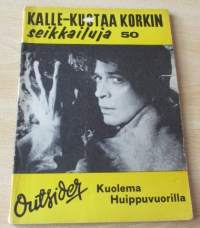 KALLE-KUSTAA KORKIN
seikkailuja 50
Outsider
Kuolema
Huippuvuorilla